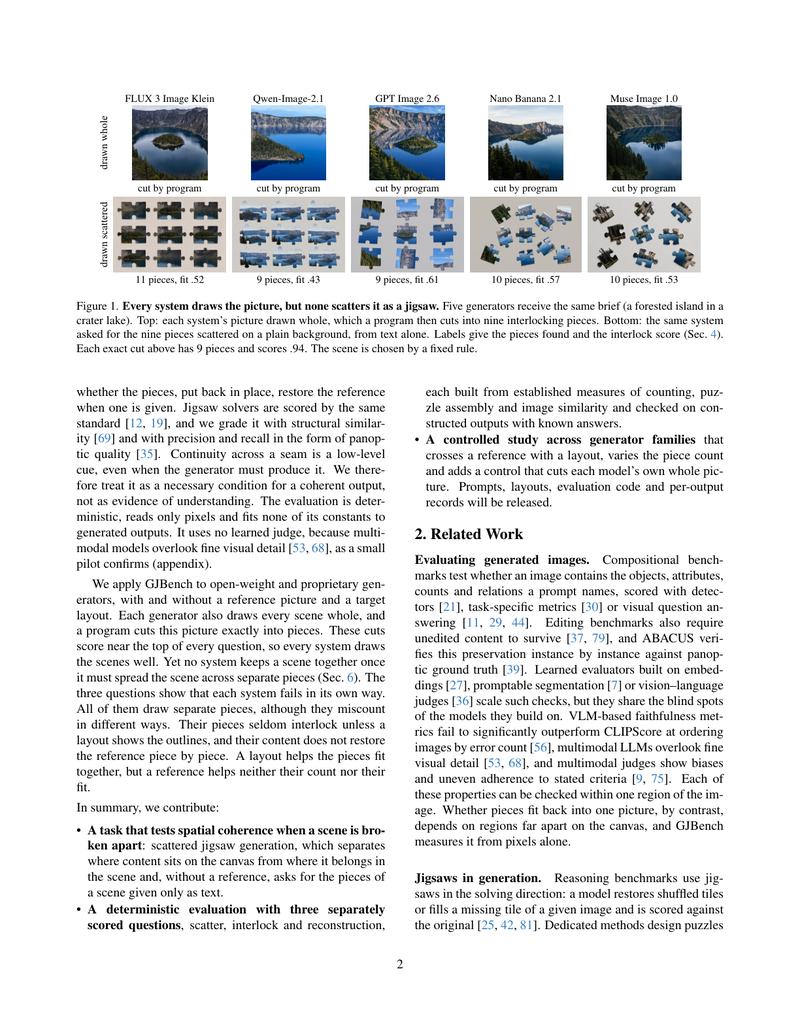 FLUX 3 Image Klein
Qwen-Image-2.1
GPT Image 2.6
Nano Banana 2.1
Muse Image 1.0
drawn whole
cut by program
cut by program
cut by program
cut by program
cut by program
drawn scattered
11 pieces, fit .52
9 pieces, fit .43
9 pieces, fit .61
10 pieces, fit .57
10 pieces, fit .53
Figure 1. Every system draws the picture, but none scatters it as a jigsaw. Five generators receive the same brief (a forested island in a
crater lake). Top: each system's picture drawn whole, which a program then cuts into nine interlocking pieces. Bottom: the same system
asked for the nine pieces scattered on a plain background, from text alone. Labels give the pieces found and the interlock score (Sec. 4).
Each exact cut above has 9 pieces and scores .94. The scene is chosen by a fixed rule.
whether the pieces, put back in place, restore the reference
when one is given. Jigsaw solvers are scored by the same
standard [12, 19], and we grade it with structural similar-
ity [69] and with precision and recall in the form of panop-
tic quality [35]. Continuity across a seam is a low-level
cue, even when the generator must produce it. We there-
fore treat it as a necessary condition for a coherent output,
not as evidence of understanding. The evaluation is deter-
ministic, reads only pixels and fits none of its constants to
generated outputs. It uses no learned judge, because multi-
modal models overlook fine visual detail [53, 68], as a small
pilot confirms (appendix).
We apply GJBench to open-weight and proprietary gen-
erators, with and without a reference picture and a target
layout. Each generator also draws every scene whole, and
a program cuts this picture exactly into pieces. These cuts
score near the top of every question, so every system draws
the scenes well. Yet no system keeps a scene together once
it must spread the scene across separate pieces (Sec. 6). The
three questions show that each system fails in its own way.
All of them draw separate pieces, although they miscount
in different ways. Their pieces seldom interlock unless a
layout shows the outlines, and their content does not restore
the reference piece by piece. A layout helps the pieces fit
together, but a reference helps neither their count nor their
fit.
In summary, we contribute:
• A task that tests spatial coherence when a scene is bro-
ken apart: scattered jigsaw generation, which separates
where content sits on the canvas from where it belongs in
the scene and, without a reference, asks for the pieces of
a scene given only as text.
• A deterministic evaluation with three separately
scored questions, scatter, interlock and reconstruction,
each built from established measures of counting, puz-
zle assembly and image similarity and checked on con-
structed outputs with known answers.
• A controlled study across generator families that
crosses a reference with a layout, varies the piece count
and adds a control that cuts each model's own whole pic-
ture. Prompts, layouts, evaluation code and per-output
records will be released.
2. Related Work
Evaluating generated images. Compositional bench-
marks test whether an image contains the objects, attributes,
counts and relations a prompt names, scored with detec-
tors [21], task-specific metrics [30] or visual question an-
swering [11, 29, 44]. Editing benchmarks also require
unedited content to survive [37, 79], and ABACUS veri-
fies this preservation instance by instance against panop-
tic ground truth [39]. Learned evaluators built on embed-
dings [27], promptable segmentation [7] or vision–language
judges [36] scale such checks, but they share the blind spots
of the models they build on. VLM-based faithfulness met-
rics fail to significantly outperform CLIPScore at ordering
images by error count [56], multimodal LLMs overlook fine
visual detail [53, 68], and multimodal judges show biases
and uneven adherence to stated criteria [9, 75]. Each of
these properties can be checked within one region of the im-
age. Whether pieces fit back into one picture, by contrast,
depends on regions far apart on the canvas, and GJBench
measures it from pixels alone.
Jigsaws in generation. Reasoning benchmarks use jig-
saws in the solving direction: a model restores shuffled tiles
or fills a missing tile of a given image and is scored against
the original [25, 42, 81]. Dedicated methods design puzzles
2